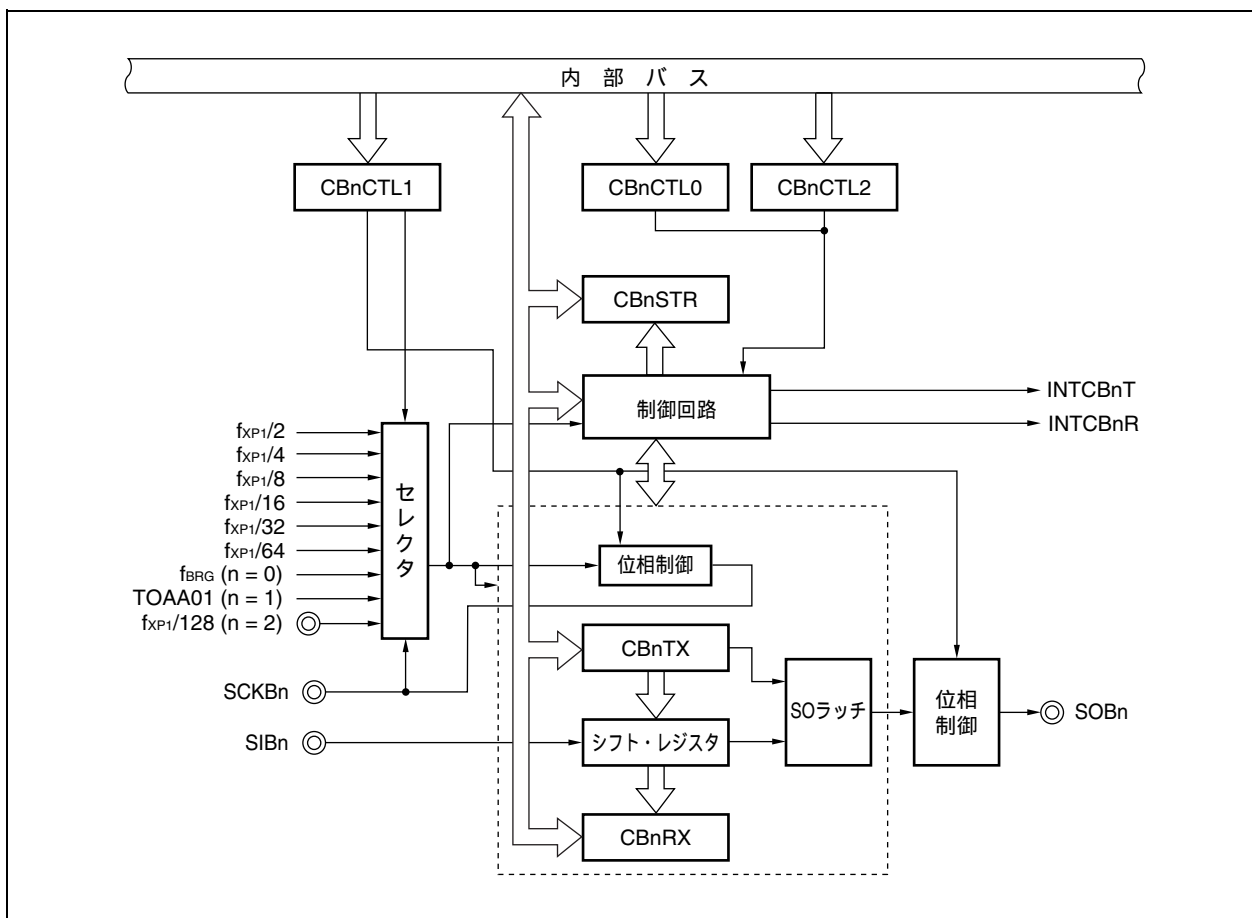 内 部 バ ス
CBnCTL1
CBnCTL0
CBnCTL2
CBnSTR
制御回路
INTCBnT
INTCBnR
fXP1/2
fXP1/4
fXP1/8
fXP1/16
fXP1/32
fXP1/64
fBRG (n = 0)
TOAA01 (n = 1)
fXP1/128 (n = 2)
セレクタ
位相制御
CBnTX
SCKBn
SOラッチ
位相
制御
SOBn
SIBn
シフト・レジスタ
CBnRX